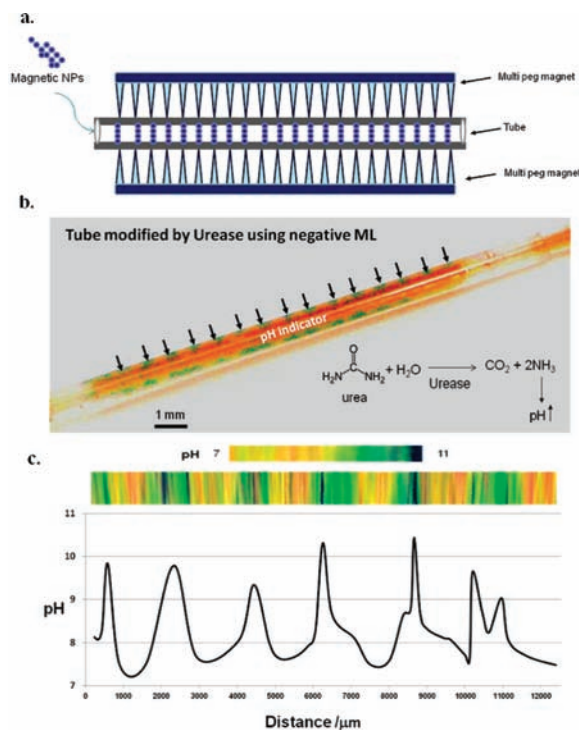 a.
Magnetic NPs
Multi peg magnet
Tube
Multi peg magnet
b.
Tube modified by Urease using negative ML
pH indicator
O
H₂N NH₂ + H₂O → CO₂ + 2NH₃
Urease
urea
pH↑
1 mm
c.
pH 7 11
11
10
9
8
7
pH
0 1000 2000 3000 4000 5000 6000 7000 8000 9000 10000 11000 12000
Distance /μm